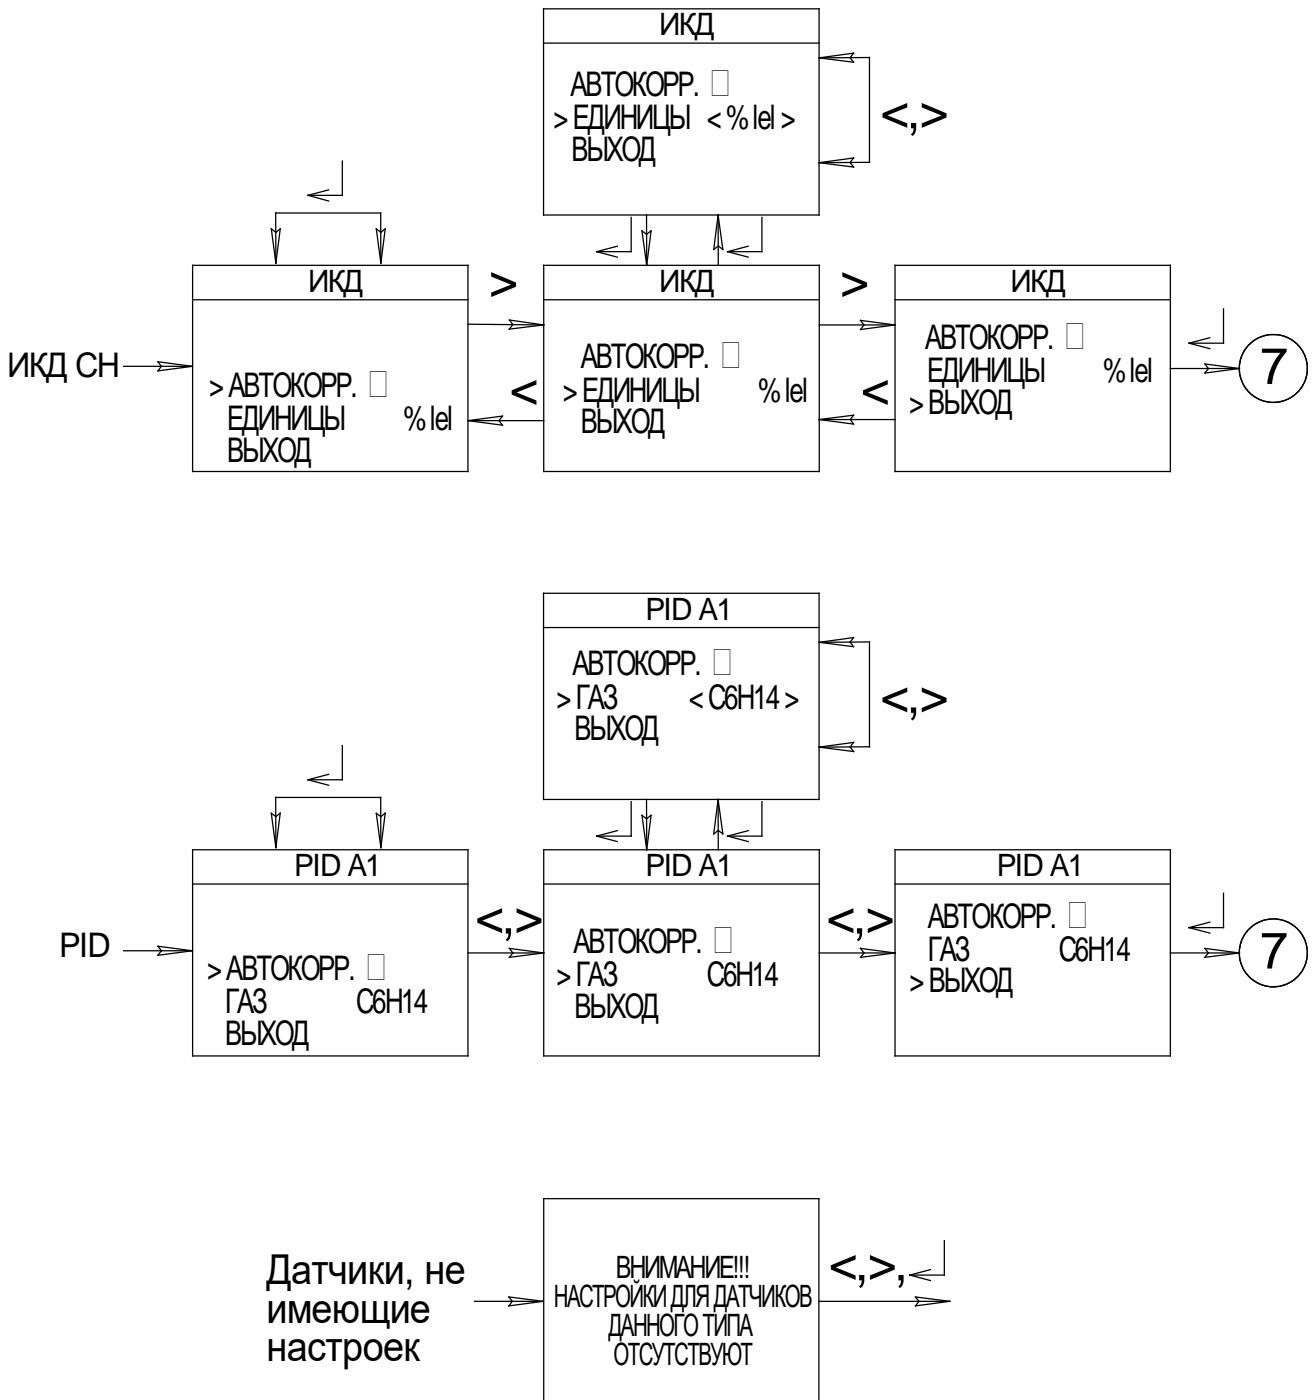 ИКД
АВТОКОРР.
> ЕДИНИЦЫ < % lel >
ВЫХОД
<,>
ИКД СН
ИКД
> АВТОКОРР.
ЕДИНИЦЫ % lel
ВЫХОД
>
<
ИКД
АВТОКОРР.
> ЕДИНИЦЫ % lel
ВЫХОД
>
<
ИКД
АВТОКОРР.
ЕДИНИЦЫ % lel
> ВЫХОД
7
PID A1
АВТОКОРР.
> ГАЗ < C6H14 >
ВЫХОД
<,>
PID
PID A1
> АВТОКОРР.
ГАЗ C6H14
ВЫХОД
<,>
PID A1
АВТОКОРР.
> ГАЗ C6H14
ВЫХОД
<,>
PID A1
АВТОКОРР.
ГАЗ C6H14
> ВЫХОД
7
Датчики, не
имеющие
настроек
ВНИМАНИЕ!!!
НАСТРОЙКИ ДЛЯ ДАТЧИКОВ
ДАННОГО ТИПА
ОТСУТСТВУЮТ
<,>,